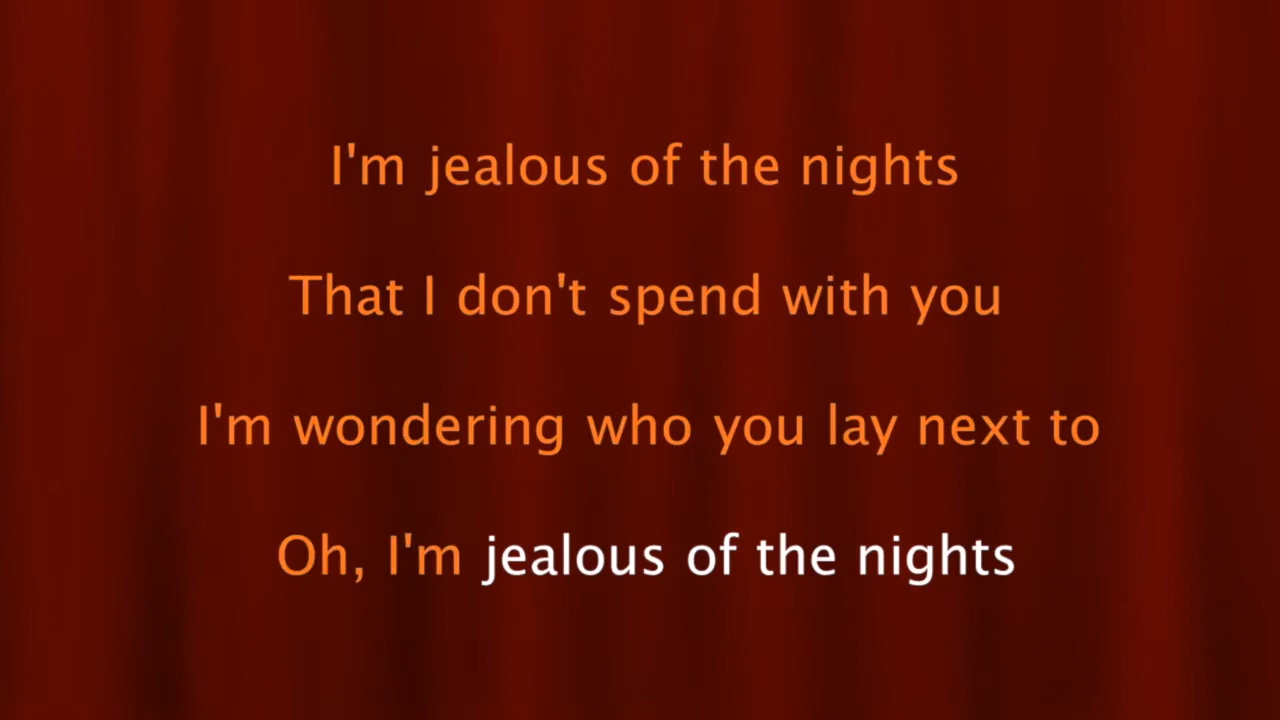 I'm jealous of the nights
That I don't spend with you
I'm wondering who you lay next to
Oh, I'm jealous of the nights